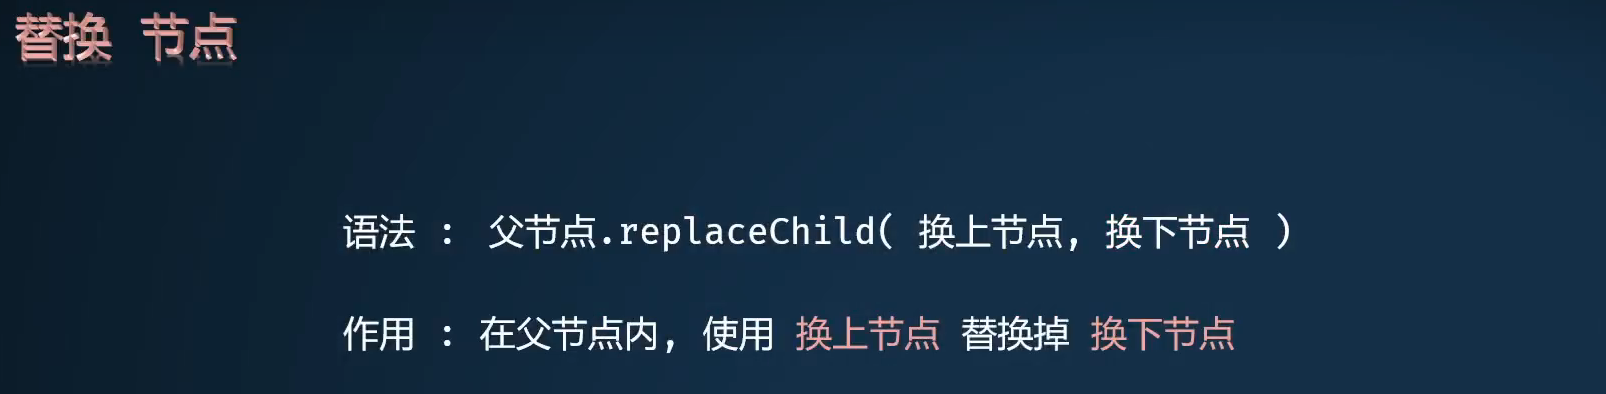 替换 节点
语法 : 父节点.replaceChild( 换上节点, 换下节点 )
作用 : 在父节点内, 使用 换上节点 替换掉 换下节点